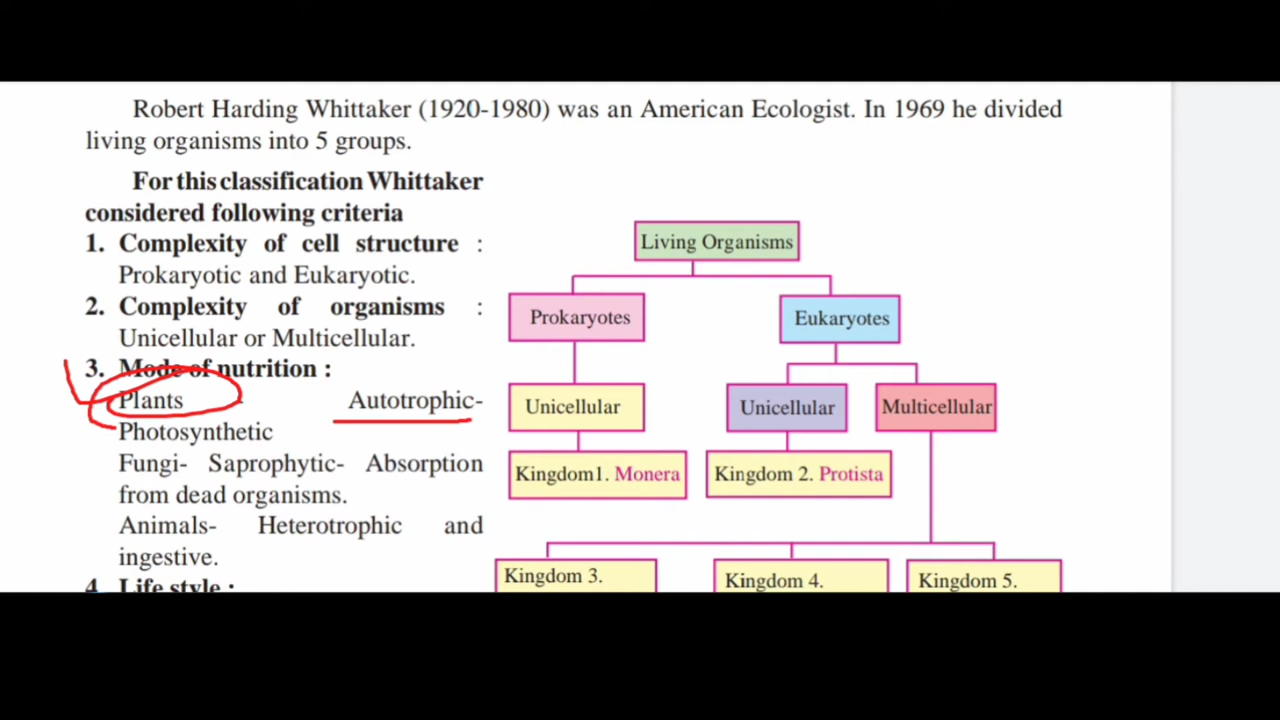 Robert Harding Whittaker (1920-1980) was an American Ecologist. In 1969 he divided
living organisms into 5 groups.
For this classification Whittaker
considered following criteria
1. Complexity of cell structure :
Prokaryotic and Eukaryotic.
2. Complexity of organisms :
Unicellular or Multicellular.
3. Mode of nutrition :
Plants - Autotrophic-
Photosynthetic
Fungi- Saprophytic- Absorption
from dead organisms.
Animals- Heterotrophic and
ingestive.
4. Life style :
Living Organisms
Prokaryotes
Eukaryotes
Unicellular
Unicellular
Multicellular
Kingdom1. Monera
Kingdom 2. Protista
Kingdom 3.
Kingdom 4.
Kingdom 5.